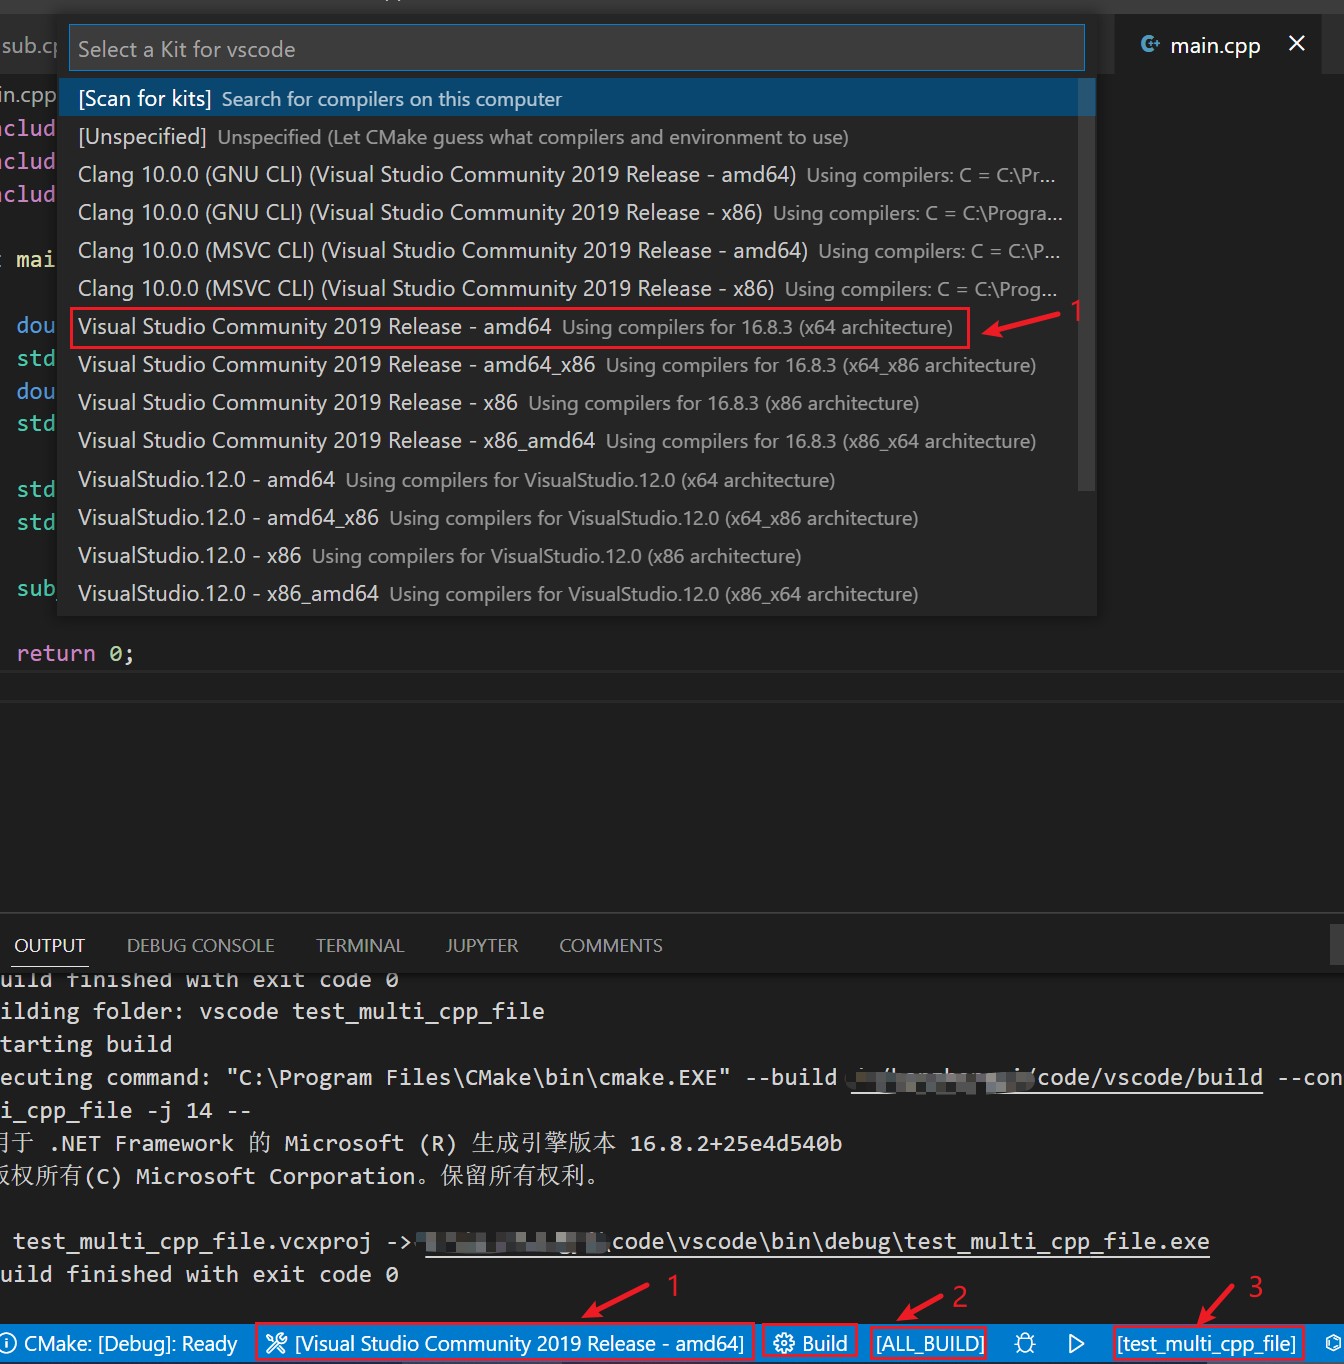 sub.cp
Select a Kit for vscode
main.cpp
in.cpp
[Scan for kits] Search for compilers on this computer
nclud
[Unspecified] Unspecified (Let CMake guess what compilers and environment to use)
nclud
Clang 10.0.0 (GNU CLI) (Visual Studio Community 2019 Release - amd64) Using compilers: C = C:\Pr...
nclud
Clang 10.0.0 (GNU CLI) (Visual Studio Community 2019 Release - x86) Using compilers: C = C:\Progra...
mai
Clang 10.0.0 (MSVC CLI) (Visual Studio Community 2019 Release - amd64) Using compilers: C = C:\P...
Clang 10.0.0 (MSVC CLI) (Visual Studio Community 2019 Release - x86) Using compilers: C = C:\Prog...
1
dou
Visual Studio Community 2019 Release - amd64 Using compilers for 16.8.3 (x64 architecture)
std
Visual Studio Community 2019 Release - amd64_x86 Using compilers for 16.8.3 (x64_x86 architecture)
dou
Visual Studio Community 2019 Release - x86 Using compilers for 16.8.3 (x86 architecture)
std
Visual Studio Community 2019 Release - x86_amd64 Using compilers for 16.8.3 (x86_x64 architecture)
VisualStudio.12.0 - amd64 Using compilers for VisualStudio.12.0 (x64 architecture)
std
VisualStudio.12.0 - amd64_x86 Using compilers for VisualStudio.12.0 (x64_x86 architecture)
std
VisualStudio.12.0 - x86 Using compilers for VisualStudio.12.0 (x86 architecture)
sub_
VisualStudio.12.0 - x86_amd64 Using compilers for VisualStudio.12.0 (x86_x64 architecture)
return 0;
OUTPUT DEBUG CONSOLE TERMINAL JUPYTER COMMENTS
uild finished with exit code 0
ilding folder: vscode test_multi_cpp_file
tarting build
ecuting command: "C:\Program Files\CMake\bin\cmake.EXE" --build /code/vscode/build --con
i_cpp_file -j 14 --
用于 .NET Framework 的 Microsoft (R) 生成引擎版本 16.8.2+25e4d540b
版权所有(C) Microsoft Corporation。保留所有权利。
test_multi_cpp_file.vcxproj -> \code\vscode\bin\debug\test_multi_cpp_file.exe
uild finished with exit code 0
1
2
3
CMake: [Debug]: Ready [Visual Studio Community 2019 Release - amd64] Build [ALL_BUILD] [test_multi_cpp_file]